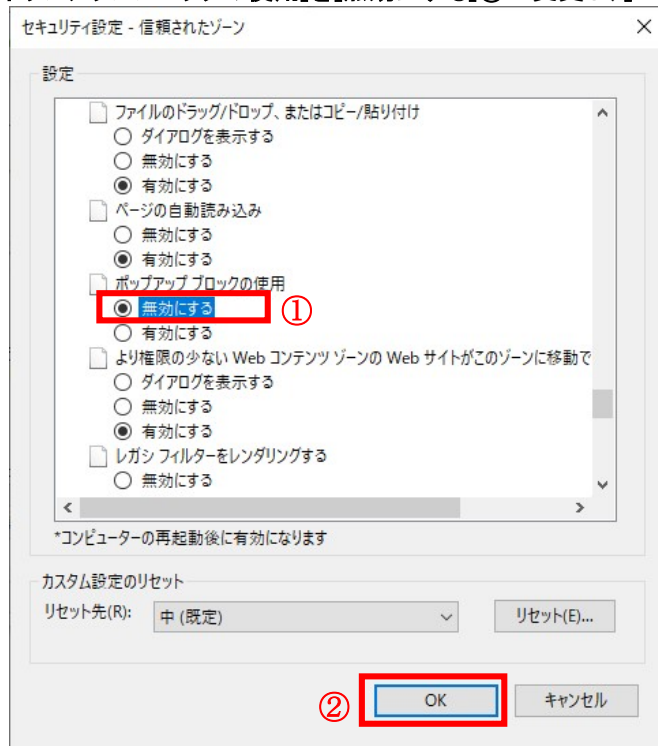 セキュリティ設定 - 信頼されたゾーン
設定
ファイルのドラッグ/ドロップ、またはコピー/貼り付け
ダイアログを表示する
無効にする
有効にする
ページの自動読み込み
無効にする
有効にする
ポップアップ ブロックの使用
無効にする ①
有効にする
より権限の少ない Web コンテンツ ゾーンの Web サイトがこのゾーンに移動で
ダイアログを表示する
無効にする
有効にする
レガシ フィルターをレンダリングする
無効にする
*コンピューターの再起動後に有効になります
カスタム設定のリセット
リセット先(R): 中 (既定) リセット(E)...
② OK キャンセル